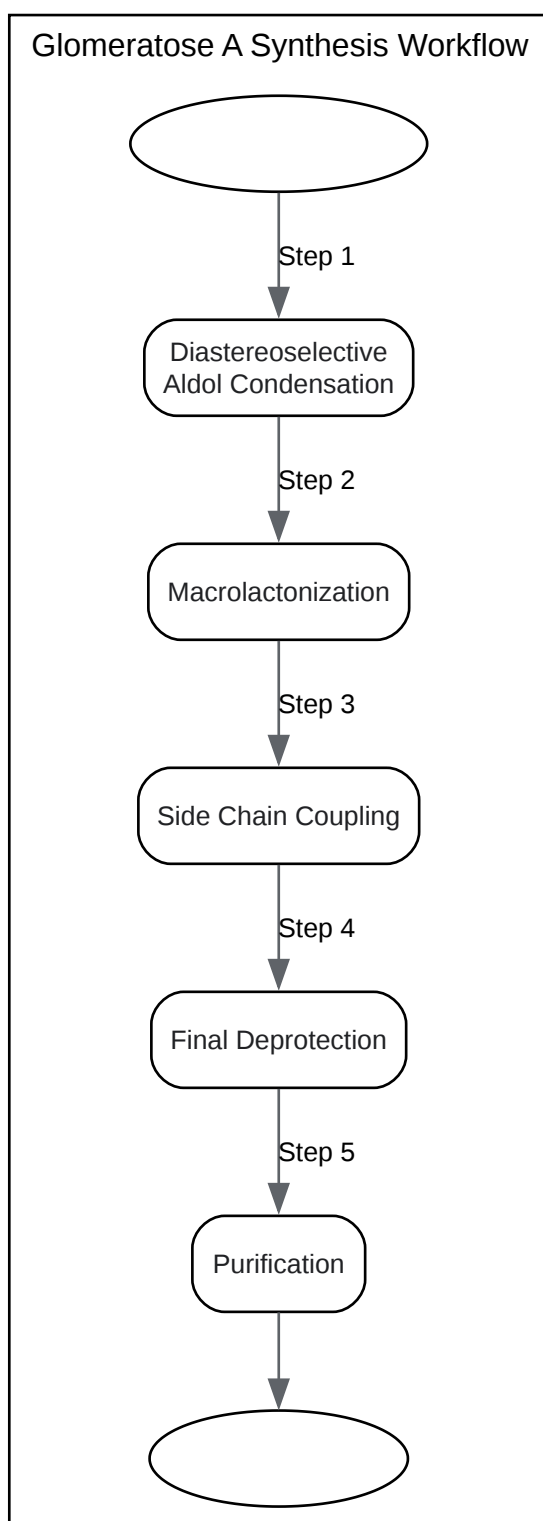 Glomeratose A Synthesis Workflow
Step 1
Diastereoselective
Aldol Condensation
Step 2
Macrolactonization
Step 3
Side Chain Coupling
Step 4
Final Deprotection
Step 5
Purification